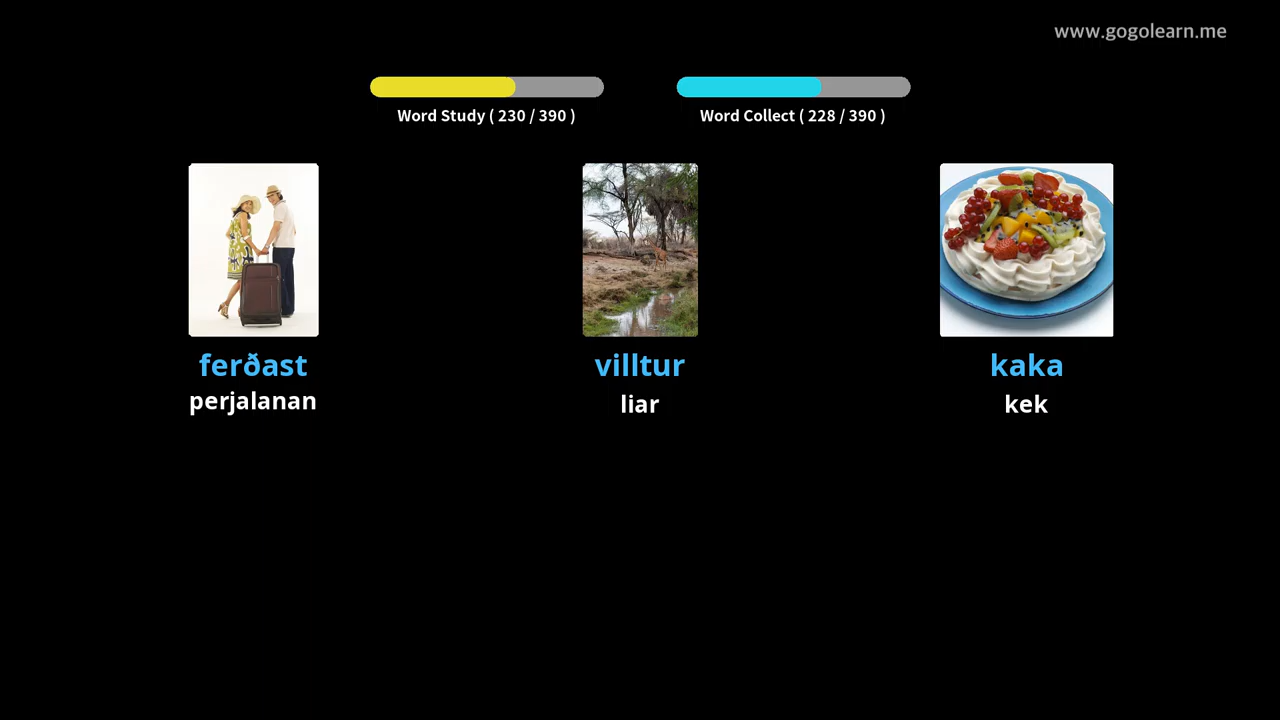 www.gogolearn.me
Word Study ( 230 / 390 )
Word Collect ( 228 / 390 )
ferðast
villtur
kaka
perjalanan
liar
kek